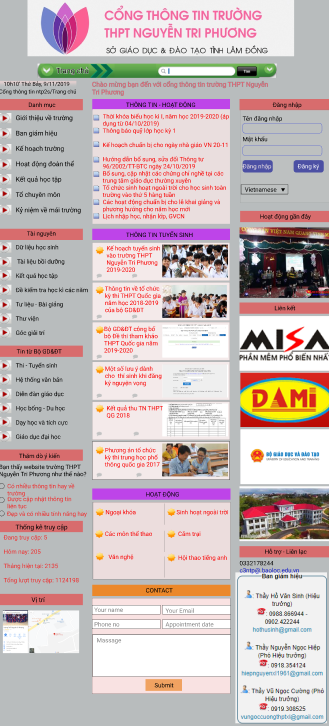 CỔNG THÔNG TIN TRƯỜNG
THPT NGUYỄN TRI PHƯƠNG
SỞ GIÁO DỤC & ĐÀO TẠO TỈNH LÂM ĐỒNG
Trang chủ
10h0' Thứ Bảy, 9/11/2019
Cổng thông tin ntp2s/Trang chủ
Chào mừng bạn đến với cổng thông tin trường THPT Nguyễn
Tri Phương
Danh mục
Giới thiệu về trường
Ban giám hiệu
Kế hoạch trường
Hoạt động đoàn thể
Kết quả học tập
Tổ chuyên môn
Kỷ niệm về mái trường
Tài nguyên
Dữ liệu học sinh
Tài liệu bồi dưỡng
Kết quả học tập
Đề kiểm tra học kì các năm
Tư liệu - Bài giảng
Thư viện
Góc giải trí
Tin từ Bộ GD&ĐT
Thi - Tuyển sinh
Hệ thống văn bản
Diễn đàn giáo dục
Học bổng - Du học
Dạy học và tích cực
Giáo dục đại học
Thăm dò ý kiến
Bạn thấy website trường THPT
Nguyễn Tri Phương như thế nào?
Có nhiều thông tin hay về
trường
Được cập nhật thông tin
liên tục
Đẹp và có nhiều tính năng hay
Thống kê truy cập
Đang truy cập: 5
Hôm nay: 205
Tháng hiện tại: 2135
Tổng lượt truy cập: 1124198
Vị trí
THÔNG TIN - HOẠT ĐỘNG
Thời khóa biểu học kì I, năm học 2019-2020 (áp
dụng từ 04/10/2019)
Thông báo quỹ lớp học kỳ 1
Kế hoạch chuẩn bị cho ngày nhà giáo VN 20-11
Hướng dẫn bổ sung, sửa đổi Thông tư
96/2002/TT-BTC ngày 24/10/2019
Bổ sung, cập nhật các chứng chỉ nghề tại các
trung tâm giáo dục thường xuyên
Tổ chức sinh hoạt ngoài trời cho học sinh toàn
trường vào thứ 5 hàng tuần
Các hoạt động chuẩn bị cho lễ khai giảng và
phương hướng cho năm học mới
Lịch nhập học, nhận lớp, GVCN
THÔNG TIN TUYỂN SINH
Kế hoạch tuyển sinh
vào trường THPT
Nguyễn Tri Phương
2019-2020
Thông tin về tổ chức
kỳ thi THPT Quốc gia
năm học 2018-2019
của bộ GD&ĐT
Bộ GD&ĐT công bố
bộ Đề thi tham khảo
THPT Quốc gia năm
2019-2020
Một số lưu ý dành
cho thí sinh khi đăng
ký nguyện vọng
Kết quả thi TN THPT
QG 2018
Phương án tổ chức
kỳ thi trung học phổ
thông quốc gia 2017
HOẠT ĐỘNG
Ngoại khóa
Sinh hoạt ngoài trời
Các môn thể thao
Cắm trại
Văn nghệ
Hội thao tiếng anh
CONTACT
Your name
Your Email
Phone no
Appointment date
Message
Submit
Đăng nhập
Tên đăng nhập
Mật khẩu
Đăng nhập
Đăng ký
Vietnamese
Hoạt động gần đây
Liên kết
MISA
PHẦN MỀM PHỔ BIẾN NHẤT
DAMi
BỘ GIÁO DỤC VÀ ĐÀO TẠO
Hỗ trợ - Liên lạc
0332178244
c3ntp@baoloc.edu.vn
Ban giám hiệu
Thầy Hồ Văn Sinh (Hiệu
trưởng)
: 0988.866944 -
0902.422244
hothusinh@gmail.com
Thầy Nguyễn Ngọc Hiệp
(Phó Hiệu trưởng)
: 0918.354124
hiepnguyenxl1961@gmail.com
Thầy Vũ Ngọc Cường (Phó
Hiệu trưởng)
: 0919.308525
vungoccuongthpbl@gmail.com